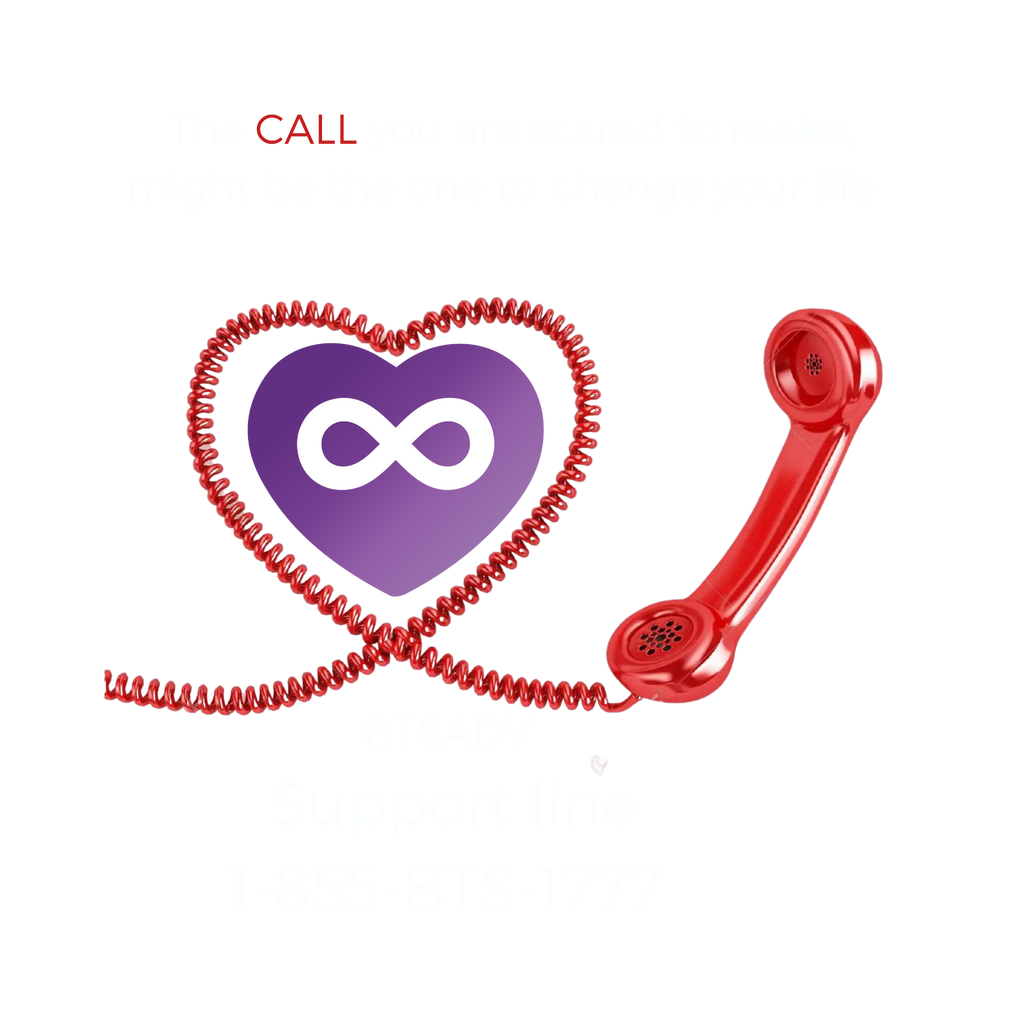 The CALL you are scared to make,
might be the one to change your life
BTSADV
Support line
1-855-BTS-1777